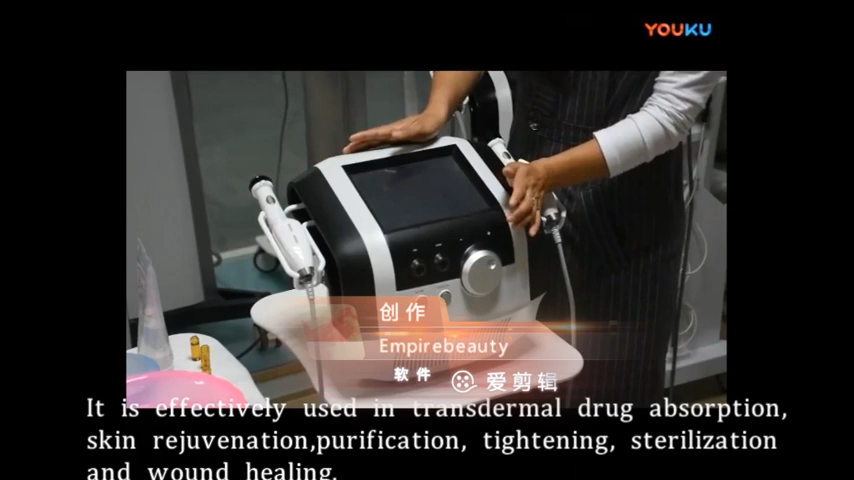 YOUKU
创作
Empirebeauty
软件 爱剪辑
It is effectively used in transdermal drug absorption,
skin rejuvenation,purification, tightening, sterilization
and wound healing.